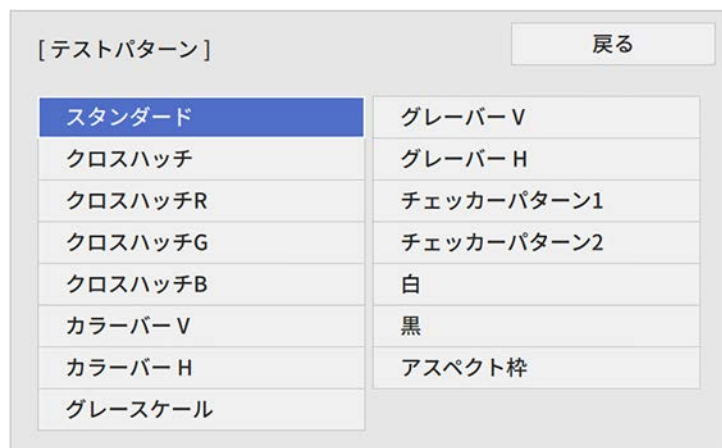 [ テストパターン ]
戻る
スタンダード
クロスハッチ
クロスハッチR
クロスハッチG
クロスハッチB
カラーバー V
カラーバー H
グレースケール
グレーバー V
グレーバー H
チェッカーパターン1
チェッカーパターン2
白
黒
アスペクト枠